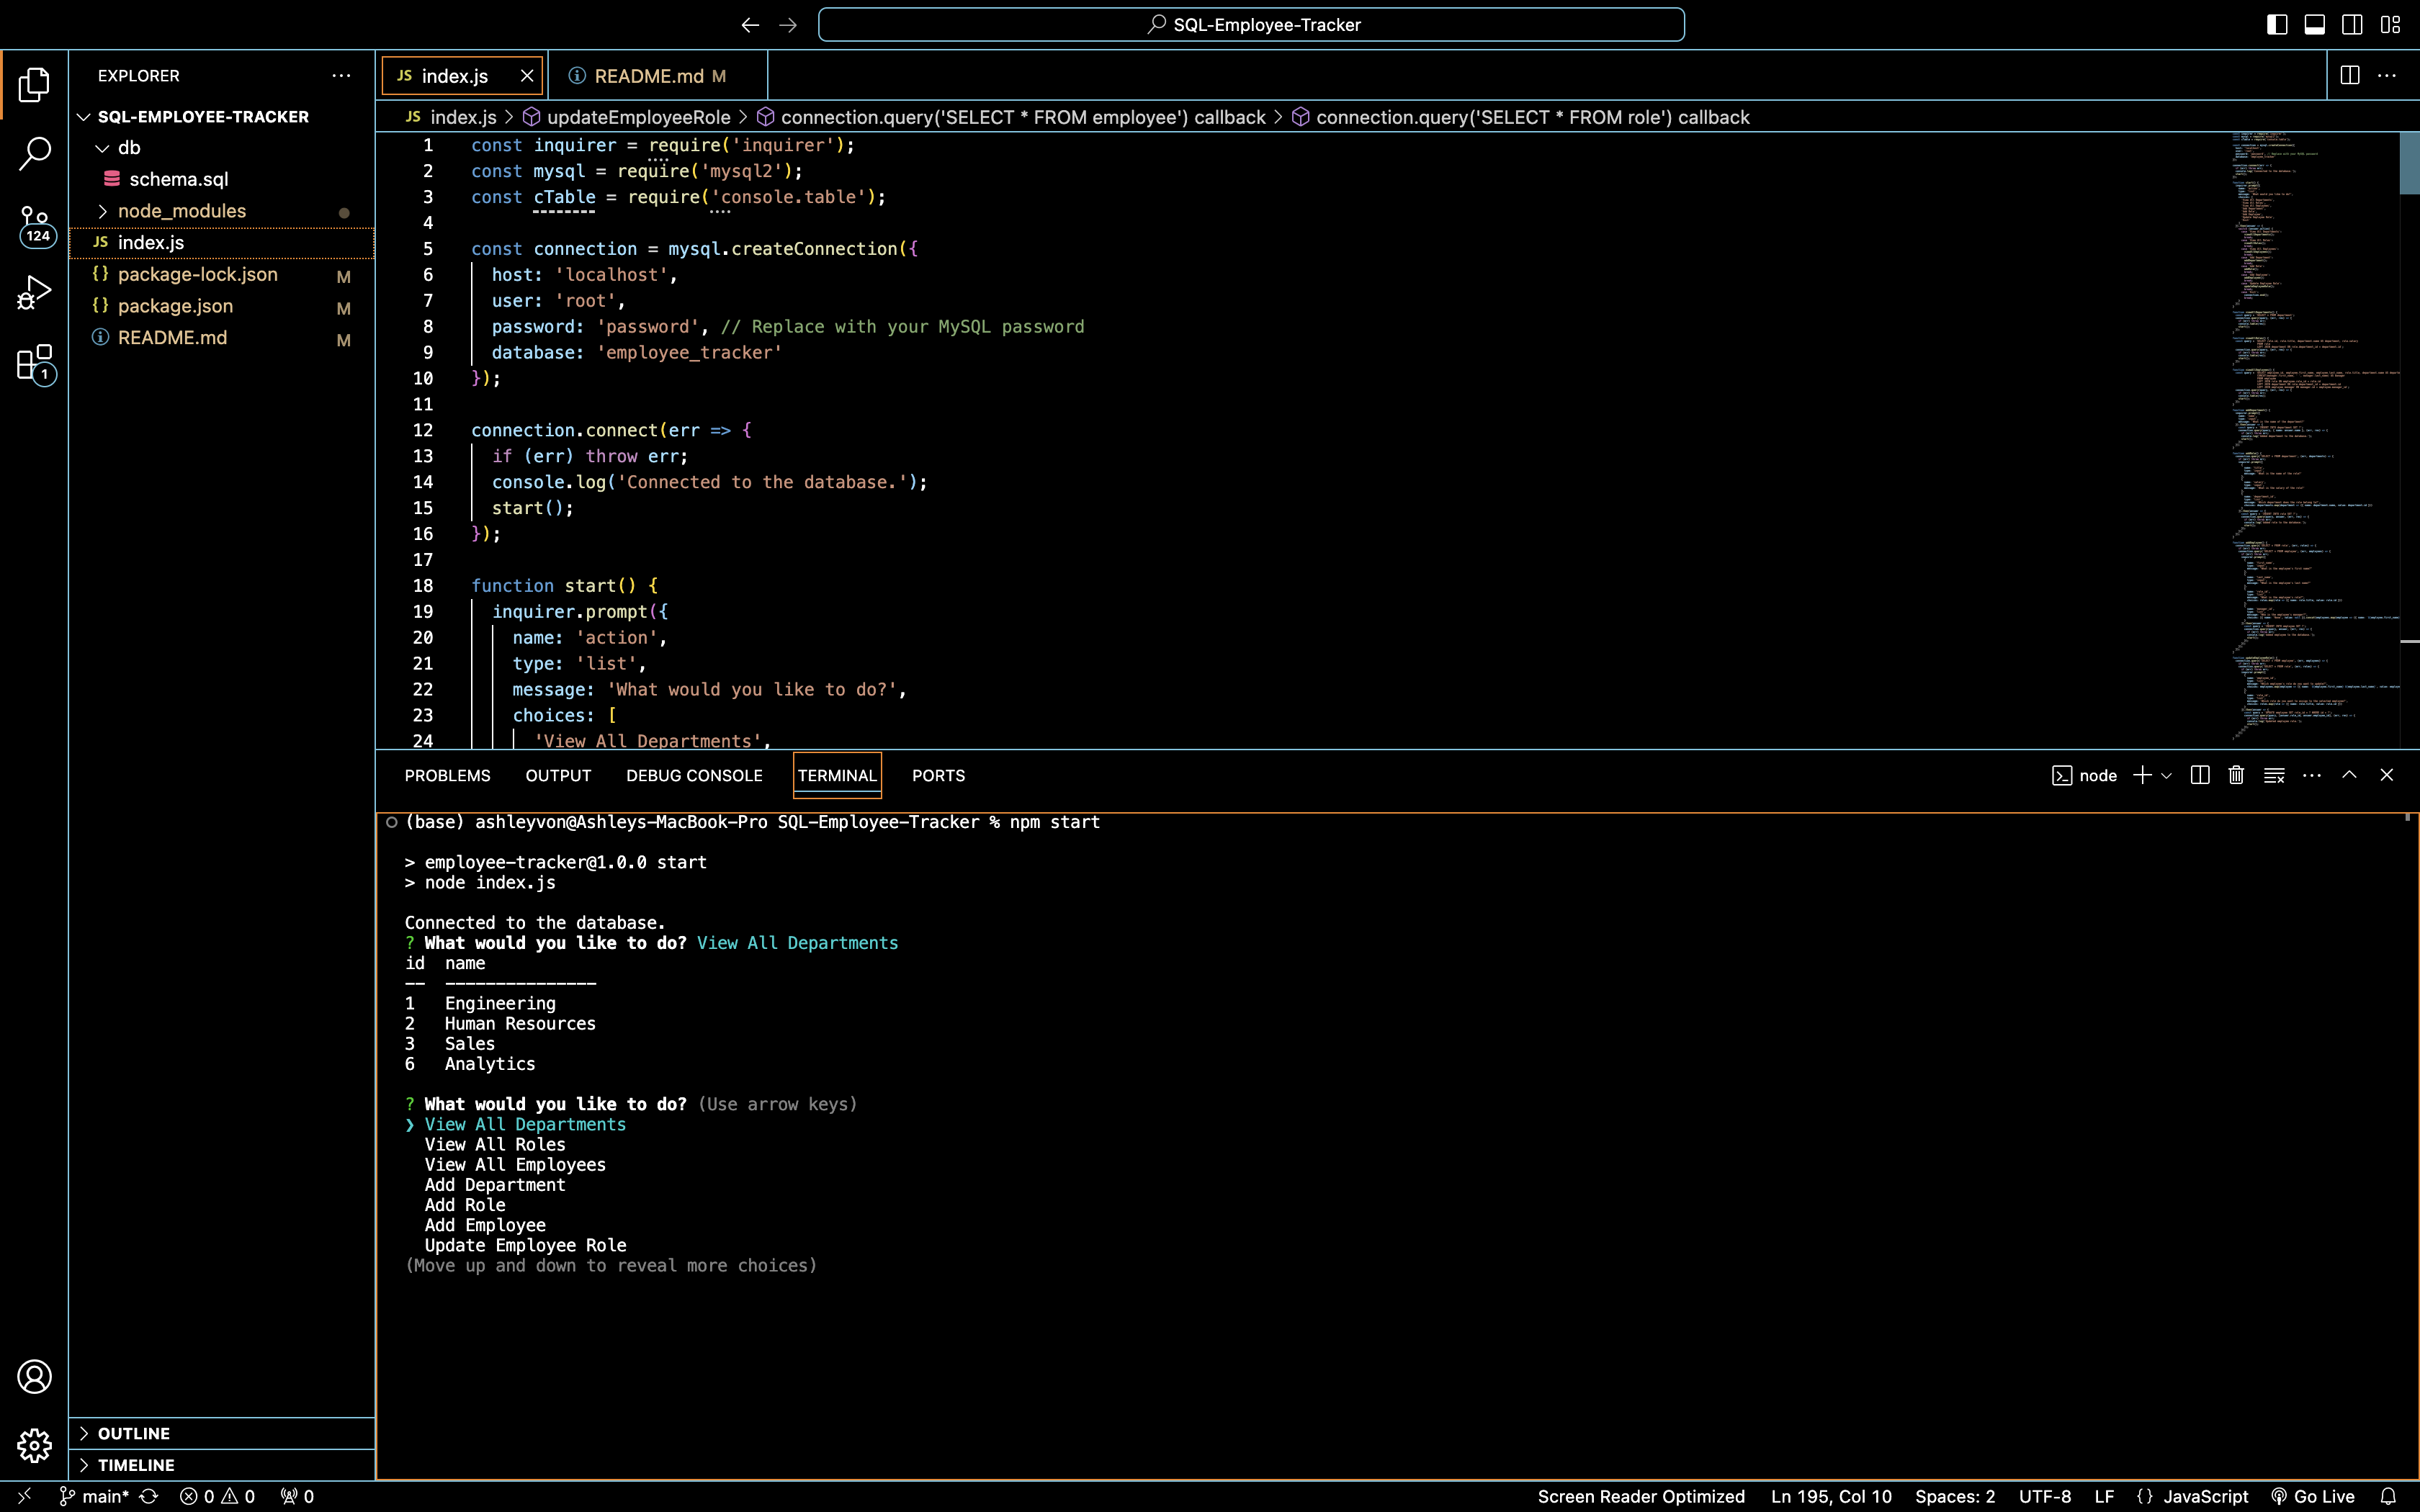 SQL-Employee-Tracker
EXPLORER
SQL-EMPLOYEE-TRACKER
db
schema.sql
node_modules
JS index.js
{} package-lock.json M
{} package.json M
README.md M
124
1
OUTLINE
TIMELINE
JS index.js
README.md M
JS index.js > updateEmployeeRole > connection.query('SELECT * FROM employee') callback > connection.query('SELECT * FROM role') callback
1 const inquirer = require('inquirer');
2 const mysql = require('mysql2');
3 const cTable = require('console.table');
4
5 const connection = mysql.createConnection({
6 host: 'localhost',
7 user: 'root',
8 password: 'password', // Replace with your MySQL password
9 database: 'employee_tracker'
10 });
11
12 connection.connect(err => {
13 if (err) throw err;
14 console.log('Connected to the database.');
15 start();
16 });
17
18 function start() {
19 inquirer.prompt({
20 name: 'action',
21 type: 'list',
22 message: 'What would you like to do?',
23 choices: [
24 'View All Departments',
PROBLEMS OUTPUT DEBUG CONSOLE TERMINAL PORTS
node
(base) ashleyvon@Ashleys-MacBook-Pro SQL-Employee-Tracker % npm start
> employee-tracker@1.0.0 start
> node index.js
Connected to the database.
? What would you like to do? View All Departments
id name
-- ---------------
1 Engineering
2 Human Resources
3 Sales
6 Analytics
? What would you like to do? (Use arrow keys)
❯ View All Departments
View All Roles
View All Employees
Add Department
Add Role
Add Employee
Update Employee Role
(Move up and down to reveal more choices)
main* 0 0 0
Screen Reader Optimized Ln 195, Col 10 Spaces: 2 UTF-8 LF {} JavaScript Go Live